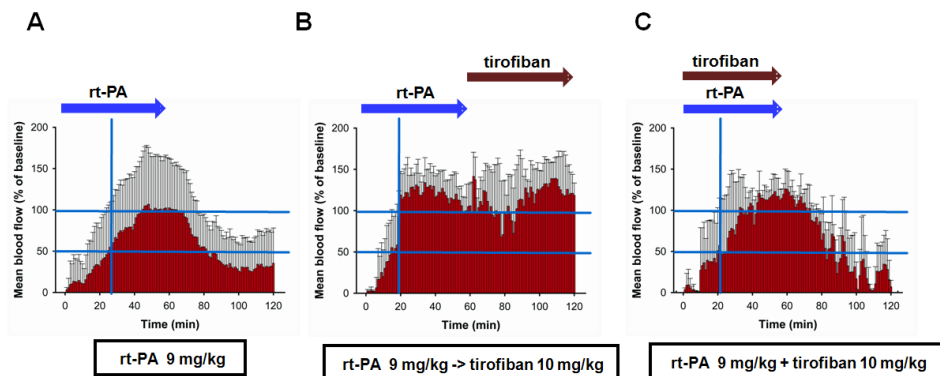 A
B
C
tirofiban
tirofiban
rt-PA
rt-PA
rt-PA
Mean blood flow (% of baseline)
200
150
100
50
0
0 20 40 60 80 100 120
Time (min)
Mean blood flow (% of baseline)
200
150
100
50
0
0 20 40 60 80 100 120
Time (min)
Mean blood flow (% of baseline)
200
150
100
50
0
0 20 40 60 80 100 120
Time (min)
rt-PA 9 mg/kg
rt-PA 9 mg/kg -> tirofiban 10 mg/kg
rt-PA 9 mg/kg + tirofiban 10 mg/kg